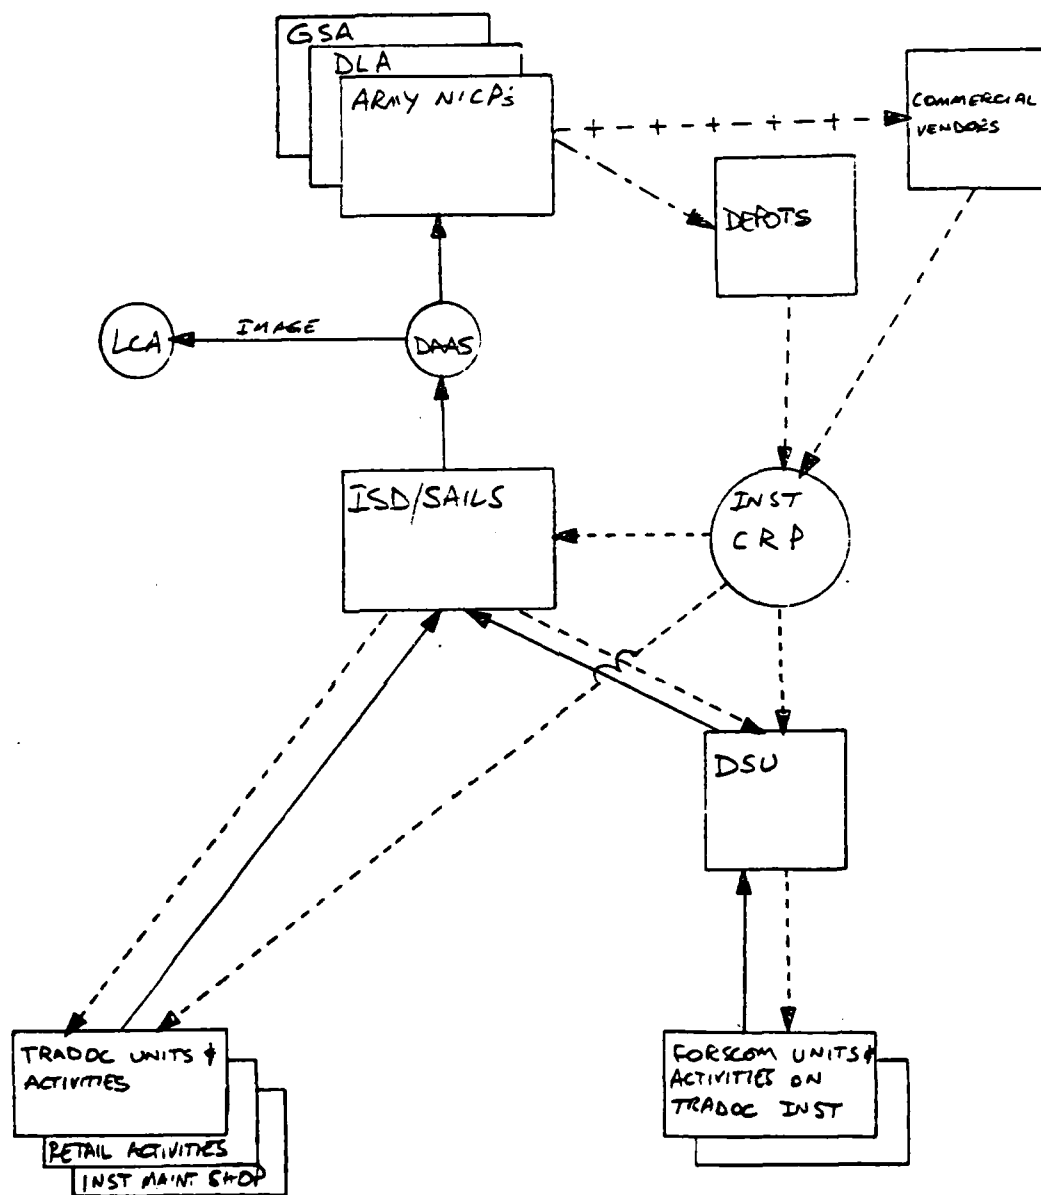 GSA
DLA
ARMY NICP's
COMMERCIAL
VENDORS
DEPOTS
LCA
IMAGE
DAAS
ISD/SAILS
INST
CRP
DSU
TRADOC UNITS &
ACTIVITIES
RETAIL ACTIVITIES
INST MAINT SHOP
FORSCOM UNITS &
ACTIVITIES ON
TRADOC INST